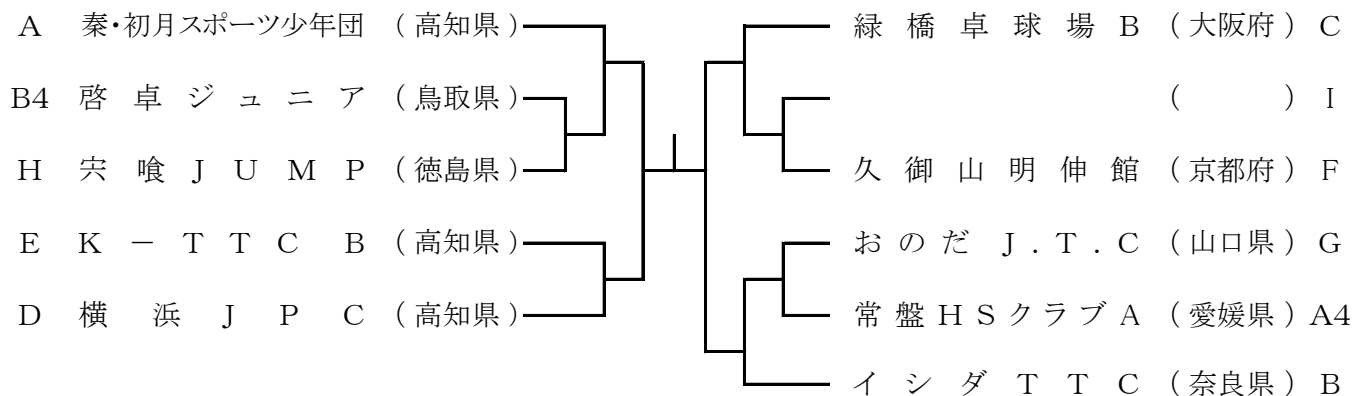 A 秦・初月スポーツ少年団 (高知県)
B4 啓卓ジュニア (鳥取県)
H 宍喰JUMP (徳島県)
E K－TTC B (高知県)
D 横浜JPC (高知県)
緑橋卓球場B (大阪府) C
( ) I
久御山明伸館 (京都府) F
おのだJ.T.C (山口県) G
常盤HSクラブA (愛媛県) A4
イシダTTC (奈良県) B